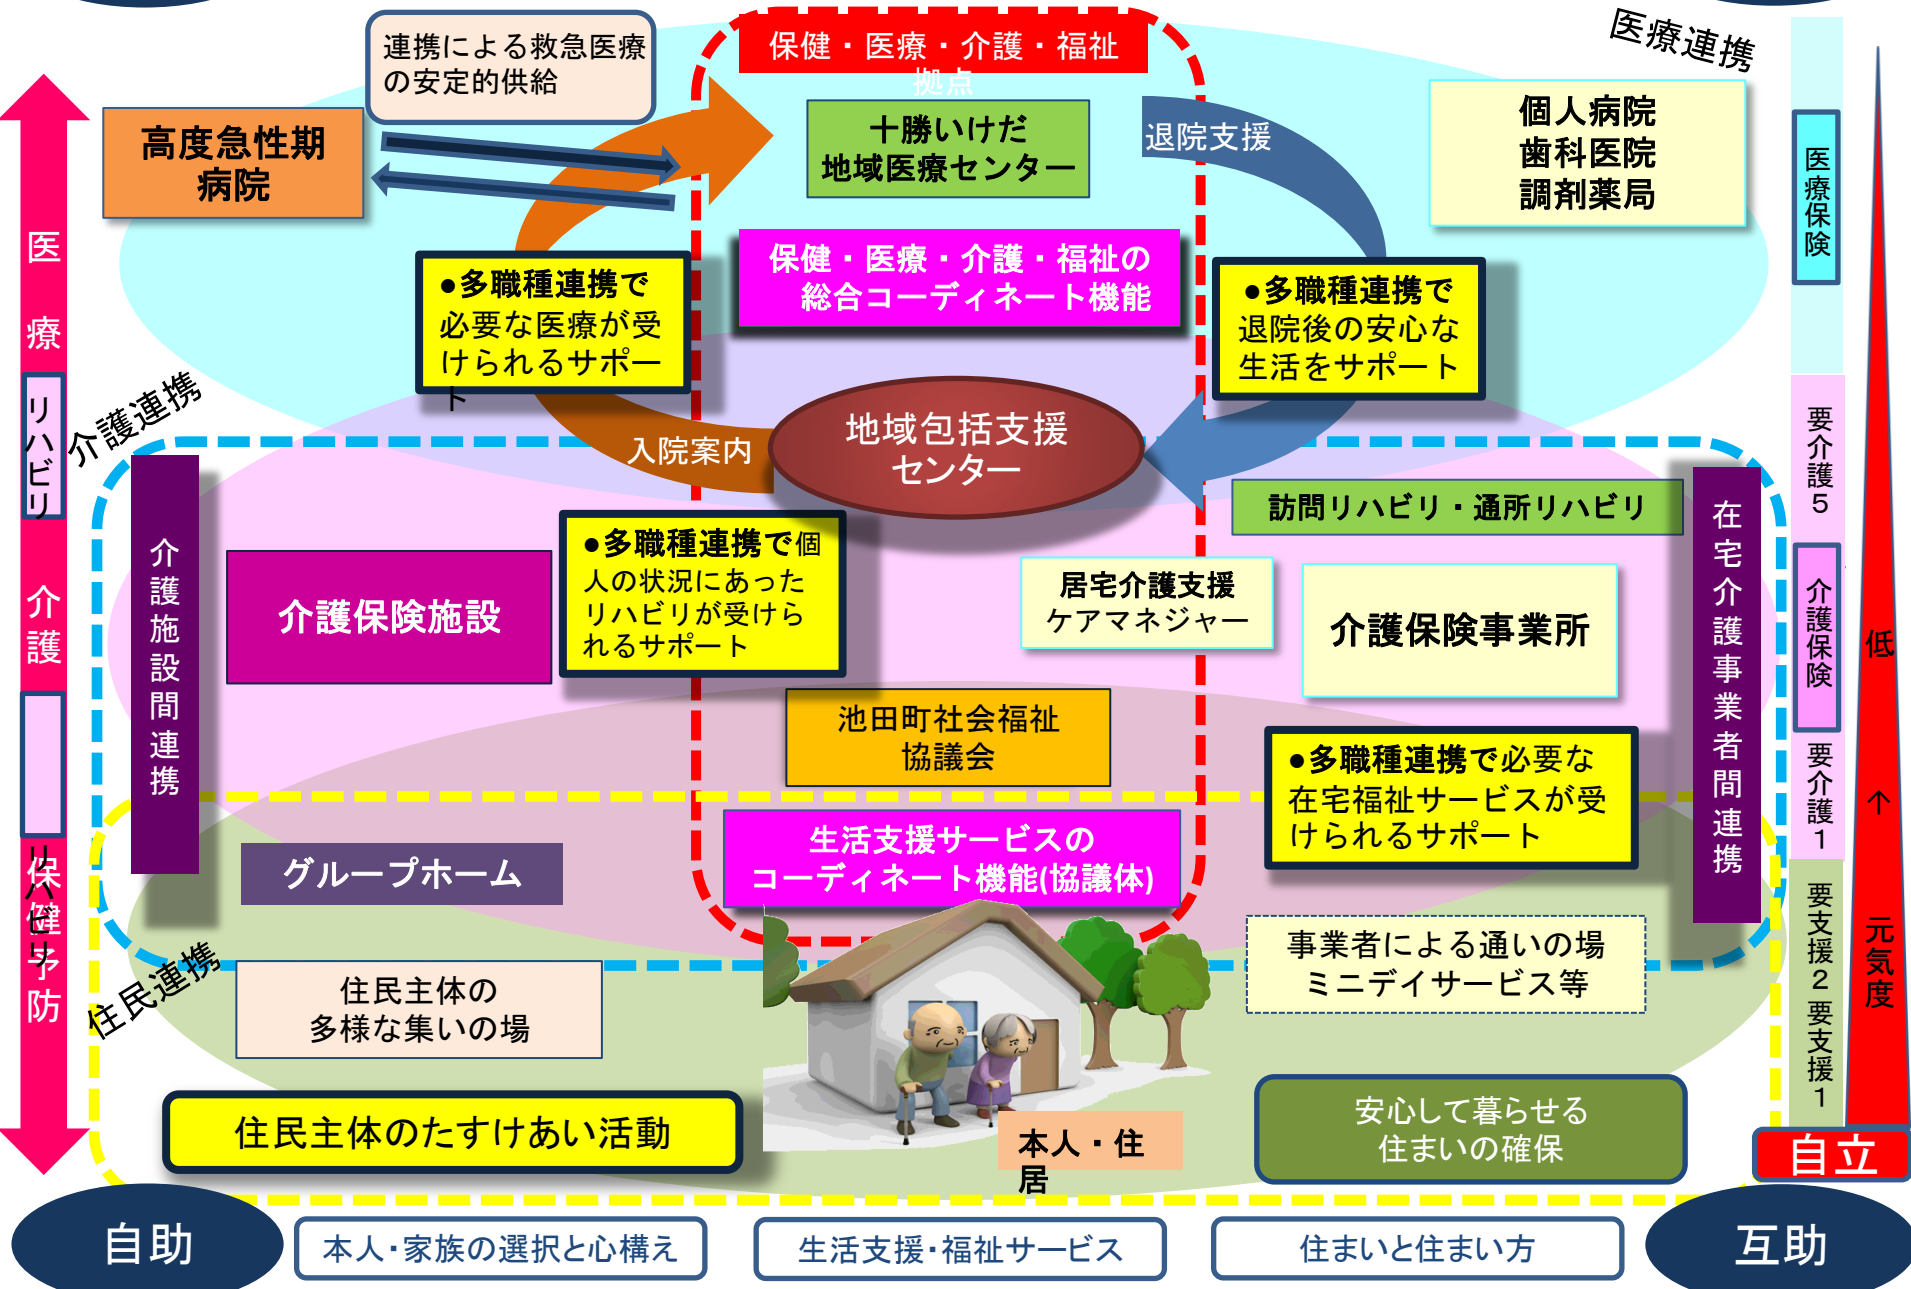 連携による救急医療
の安定的供給
保健・医療・介護・福祉
拠点
医療連携
高度急性期
病院
十勝いけだ
地域医療センター
退院支援
個人病院
歯科医院
調剤薬局
医療保険
医療
保健・医療・介護・福祉の
総合コーディネート機能
●多職種連携で
必要な医療が受
けられるサポー
ト
●多職種連携で
退院後の安心な
生活をサポート
リハビリ
介護連携
入院案内
地域包括支援
センター
要介護5
訪問リハビリ・通所リハビリ
介護施設間連携
在宅介護事業者間連携
介護
介護保険施設
●多職種連携で個
人の状況にあった
リハビリが受けら
れるサポート
居宅介護支援
ケアマネジャー
介護保険事業所
介護保険
低
池田町社会福祉
協議会
●多職種連携で必要な
在宅福祉サービスが受
けられるサポート
要介護1
↑
リハビリ
保健予防
グループホーム
生活支援サービスの
コーディネート機能(協議体)
要支援2
元気度
住民連携
住民主体の
多様な集いの場
事業者による通いの場
ミニデイサービス等
要支援1
住民主体のたすけあい活動
本人・住
居
安心して暮らせる
住まいの確保
自立
自助
本人・家族の選択と心構え
生活支援・福祉サービス
住まいと住まい方
互助